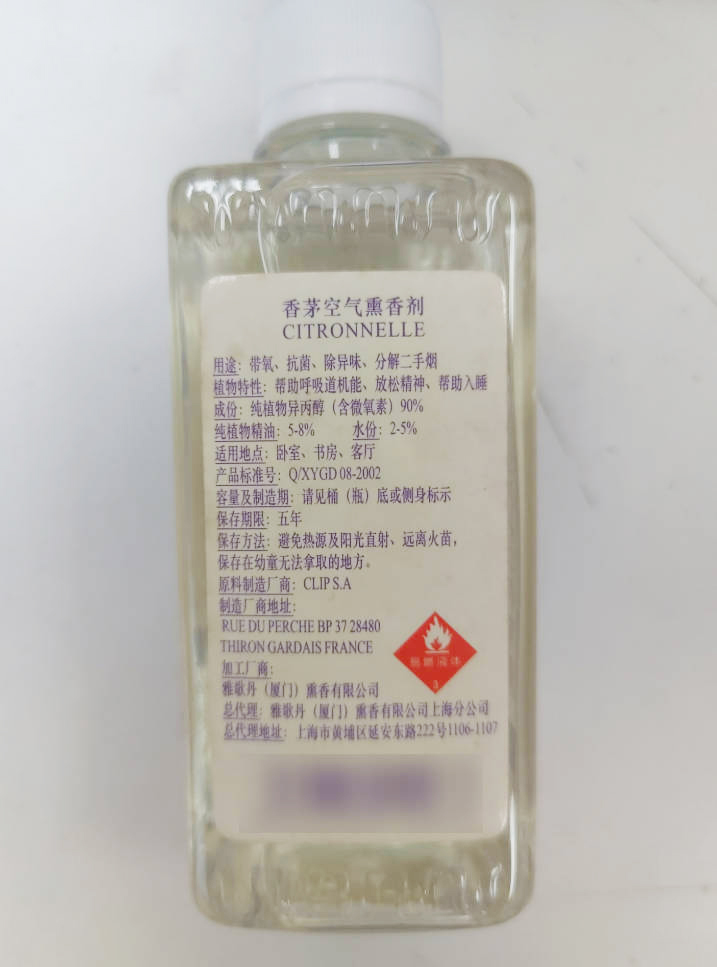 香茅空气熏香剂
CITRONNELLE
用途：带氧、抗菌、除异味、分解二手烟
植物特性：帮助呼吸道机能、放松精神、帮助入睡
成份：纯植物异丙醇（含微氧素）90%
纯植物精油：5-8% 水份：2-5%
适用地点：卧室、书房、客厅
产品标准号：Q/XYGD 08-2002
容量及制造期：请见桶（瓶）底或侧身标示
保存期限：五年
保存方法：避免热源及阳光直射、远离火苗，
保存在幼童无法拿取的地方。
原料制造厂商：CLIP S.A
制造厂商地址：
RUE DU PERCHE BP 37 28480
THIRON GARDAIS FRANCE
易燃液体
3
加工厂商：
雅歌丹（厦门）熏香有限公司
总代理：雅歌丹（厦门）熏香有限公司上海分公司
总代理地址：上海市黄埔区延安东路222号1106-1107